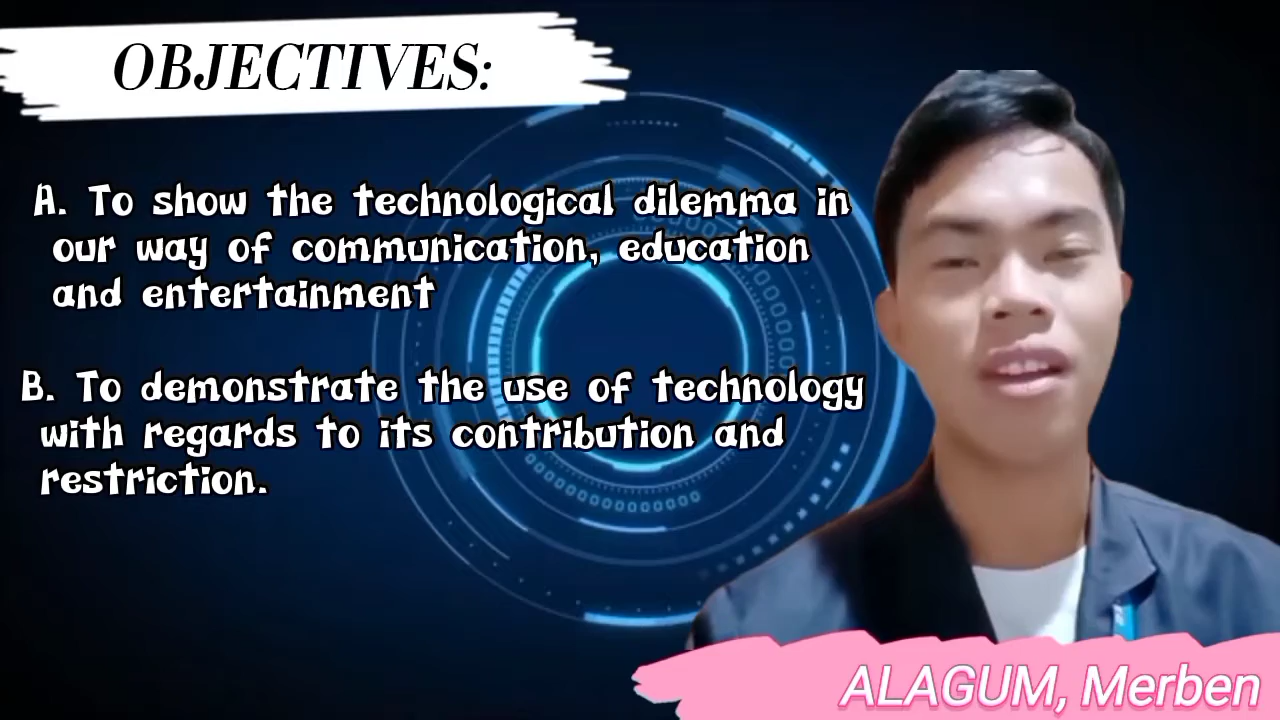 OBJECTIVES:
A. To show the technological dilemma in
our way of communication, education
and entertainment
B. To demonstrate the use of technology
with regards to its contribution and
restriction.
ALAGUM, Merben